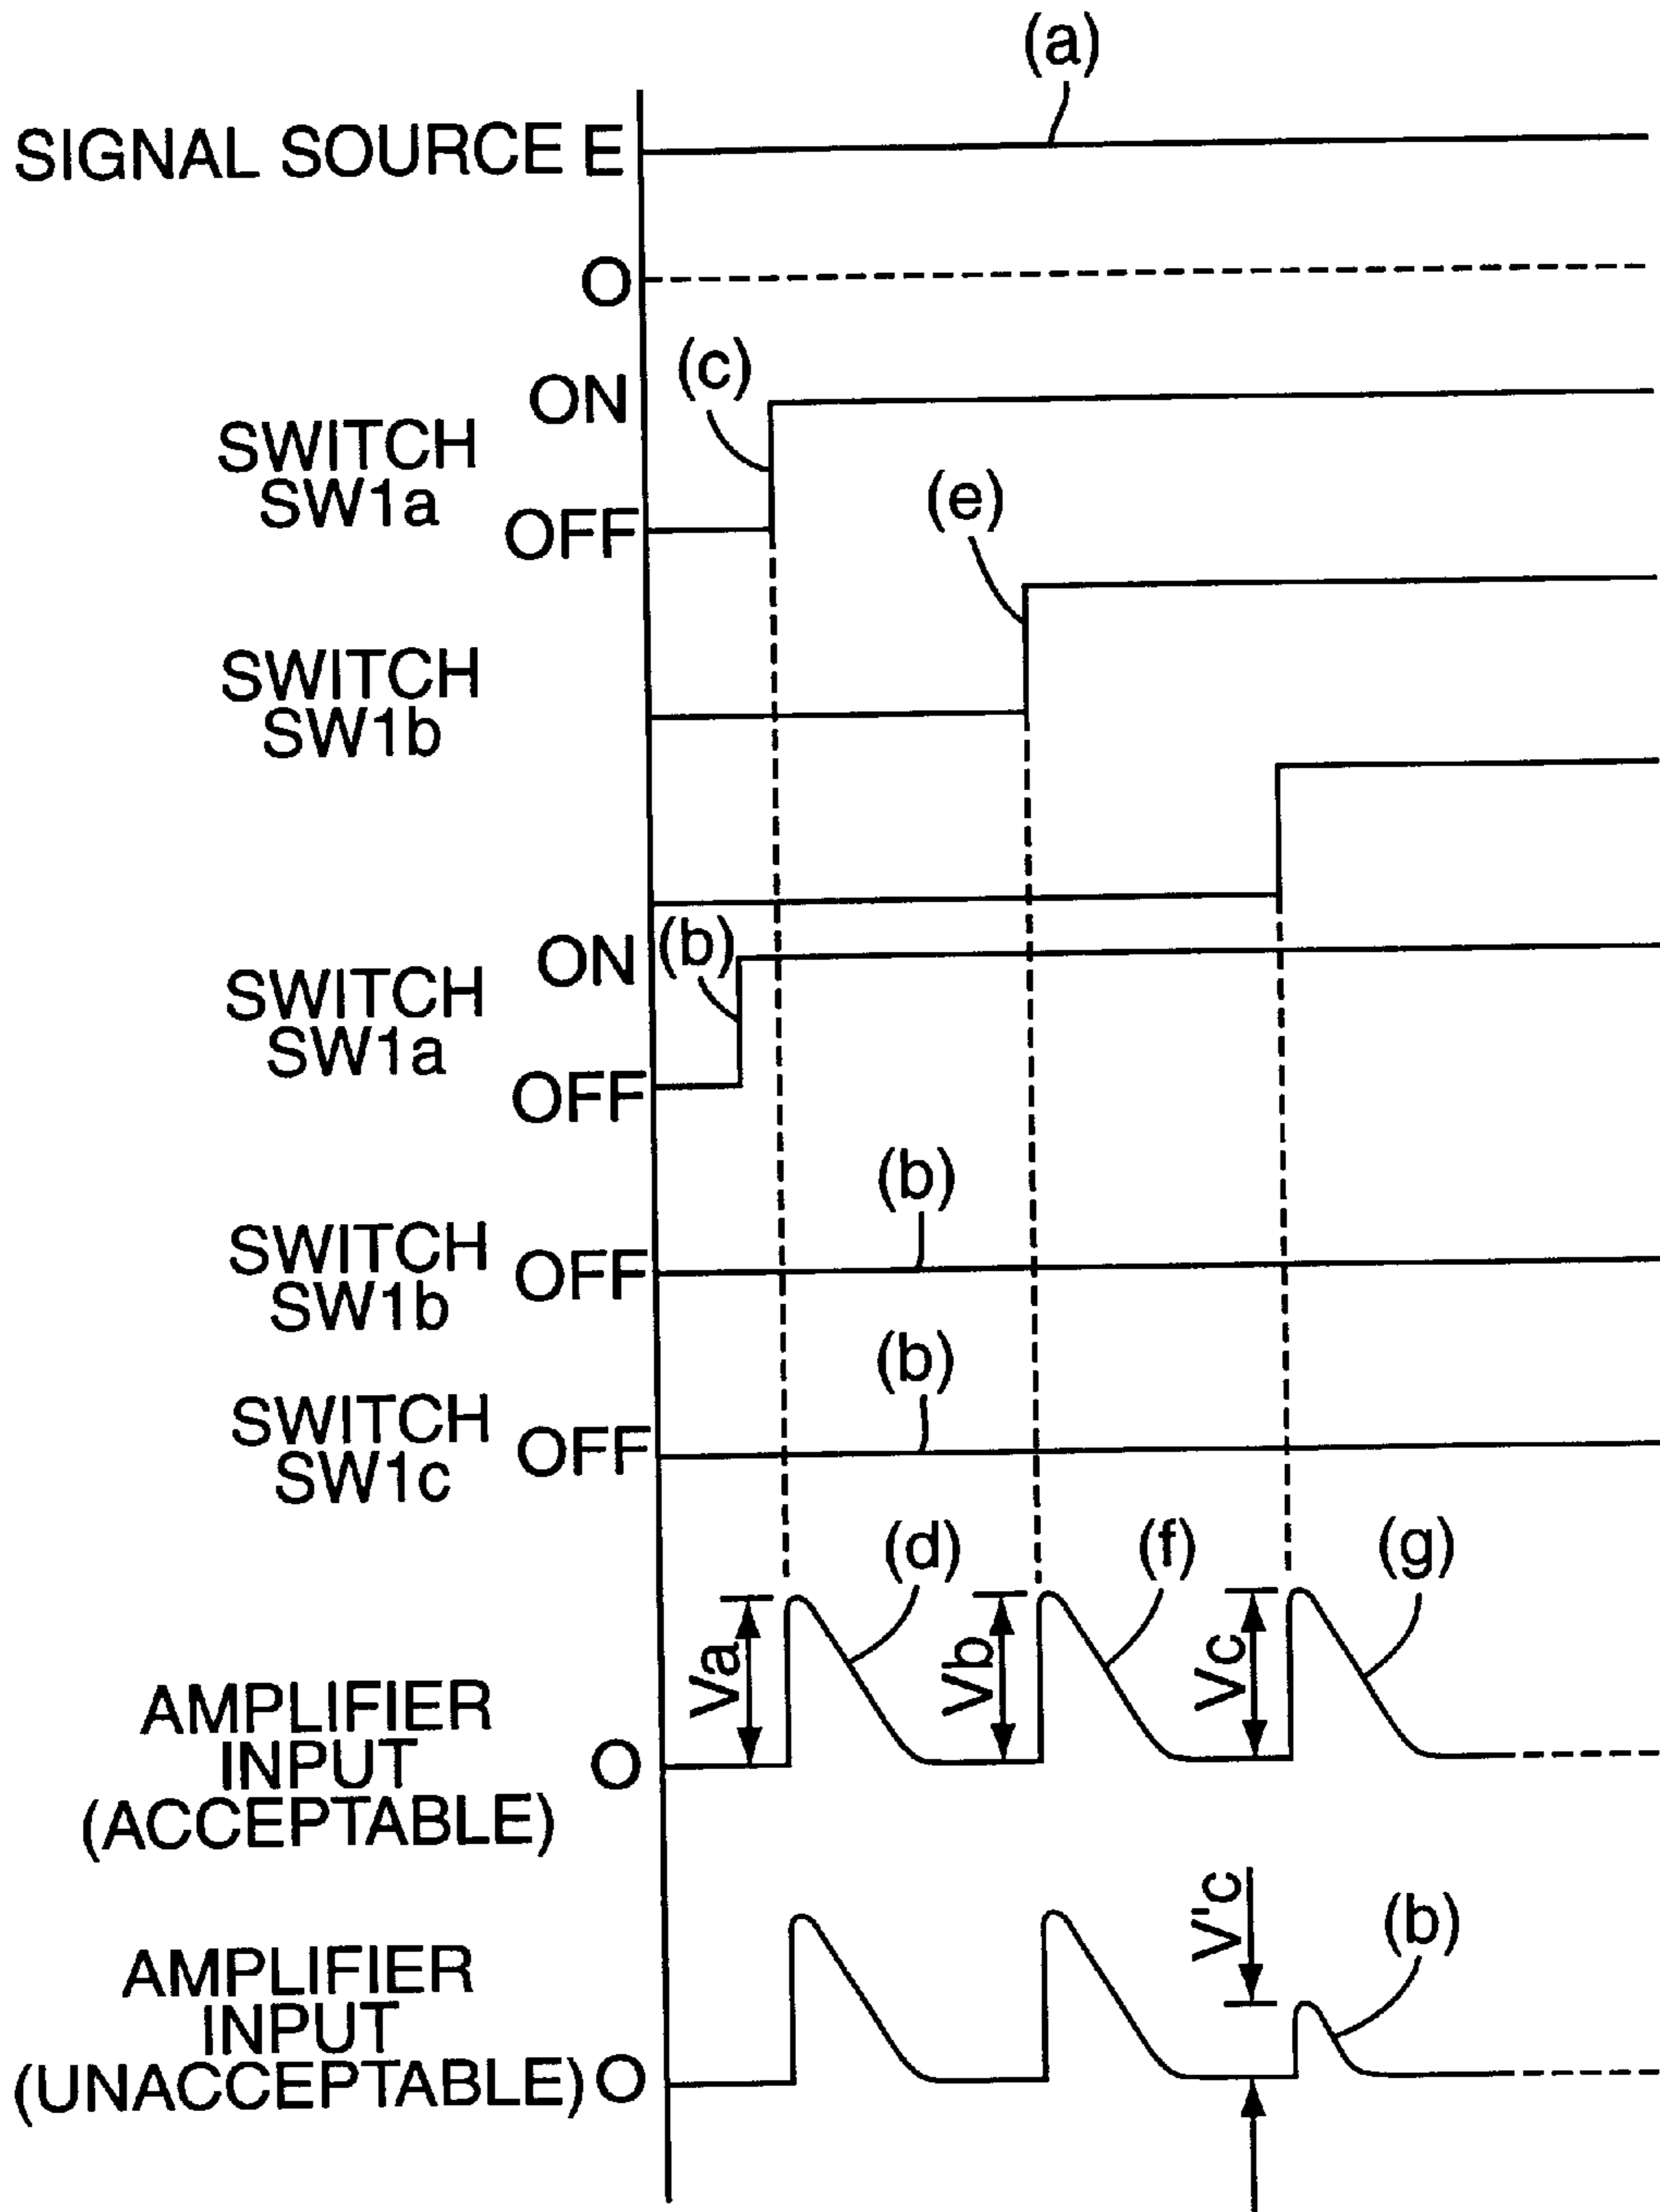 (a)
SIGNAL SOURCE E
O
ON
(c)
SWITCH
SW1a
OFF
(e)
SWITCH
SW1b
ON
(b)
SWITCH
SW1a
OFF
(b)
SWITCH
SW1b
OFF
(b)
SWITCH
SW1c
OFF
(d)
(f)
(g)
Va
Vb
Vc
AMPLIFIER
INPUT
(ACCEPTABLE)
O
V'c
(b)
AMPLIFIER
INPUT
(UNACCEPTABLE)
O